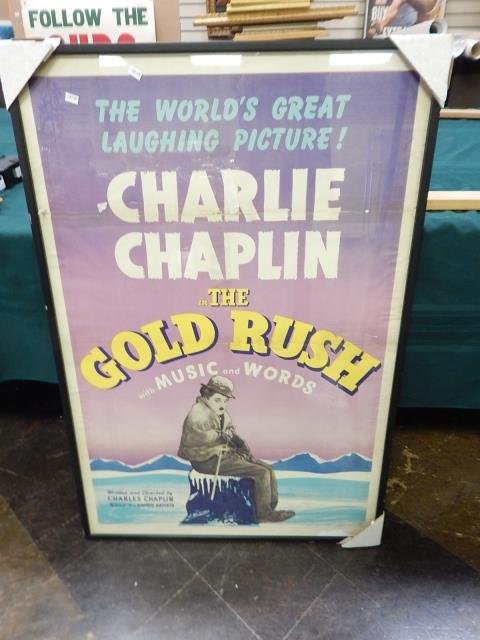 FOLLOW THE
THE WORLD'S GREAT
LAUGHING PICTURE!
CHARLIE
CHAPLIN
IN THE
GOLD RUSH
with MUSIC and WORDS
Written and Directed by
CHARLES CHAPLIN